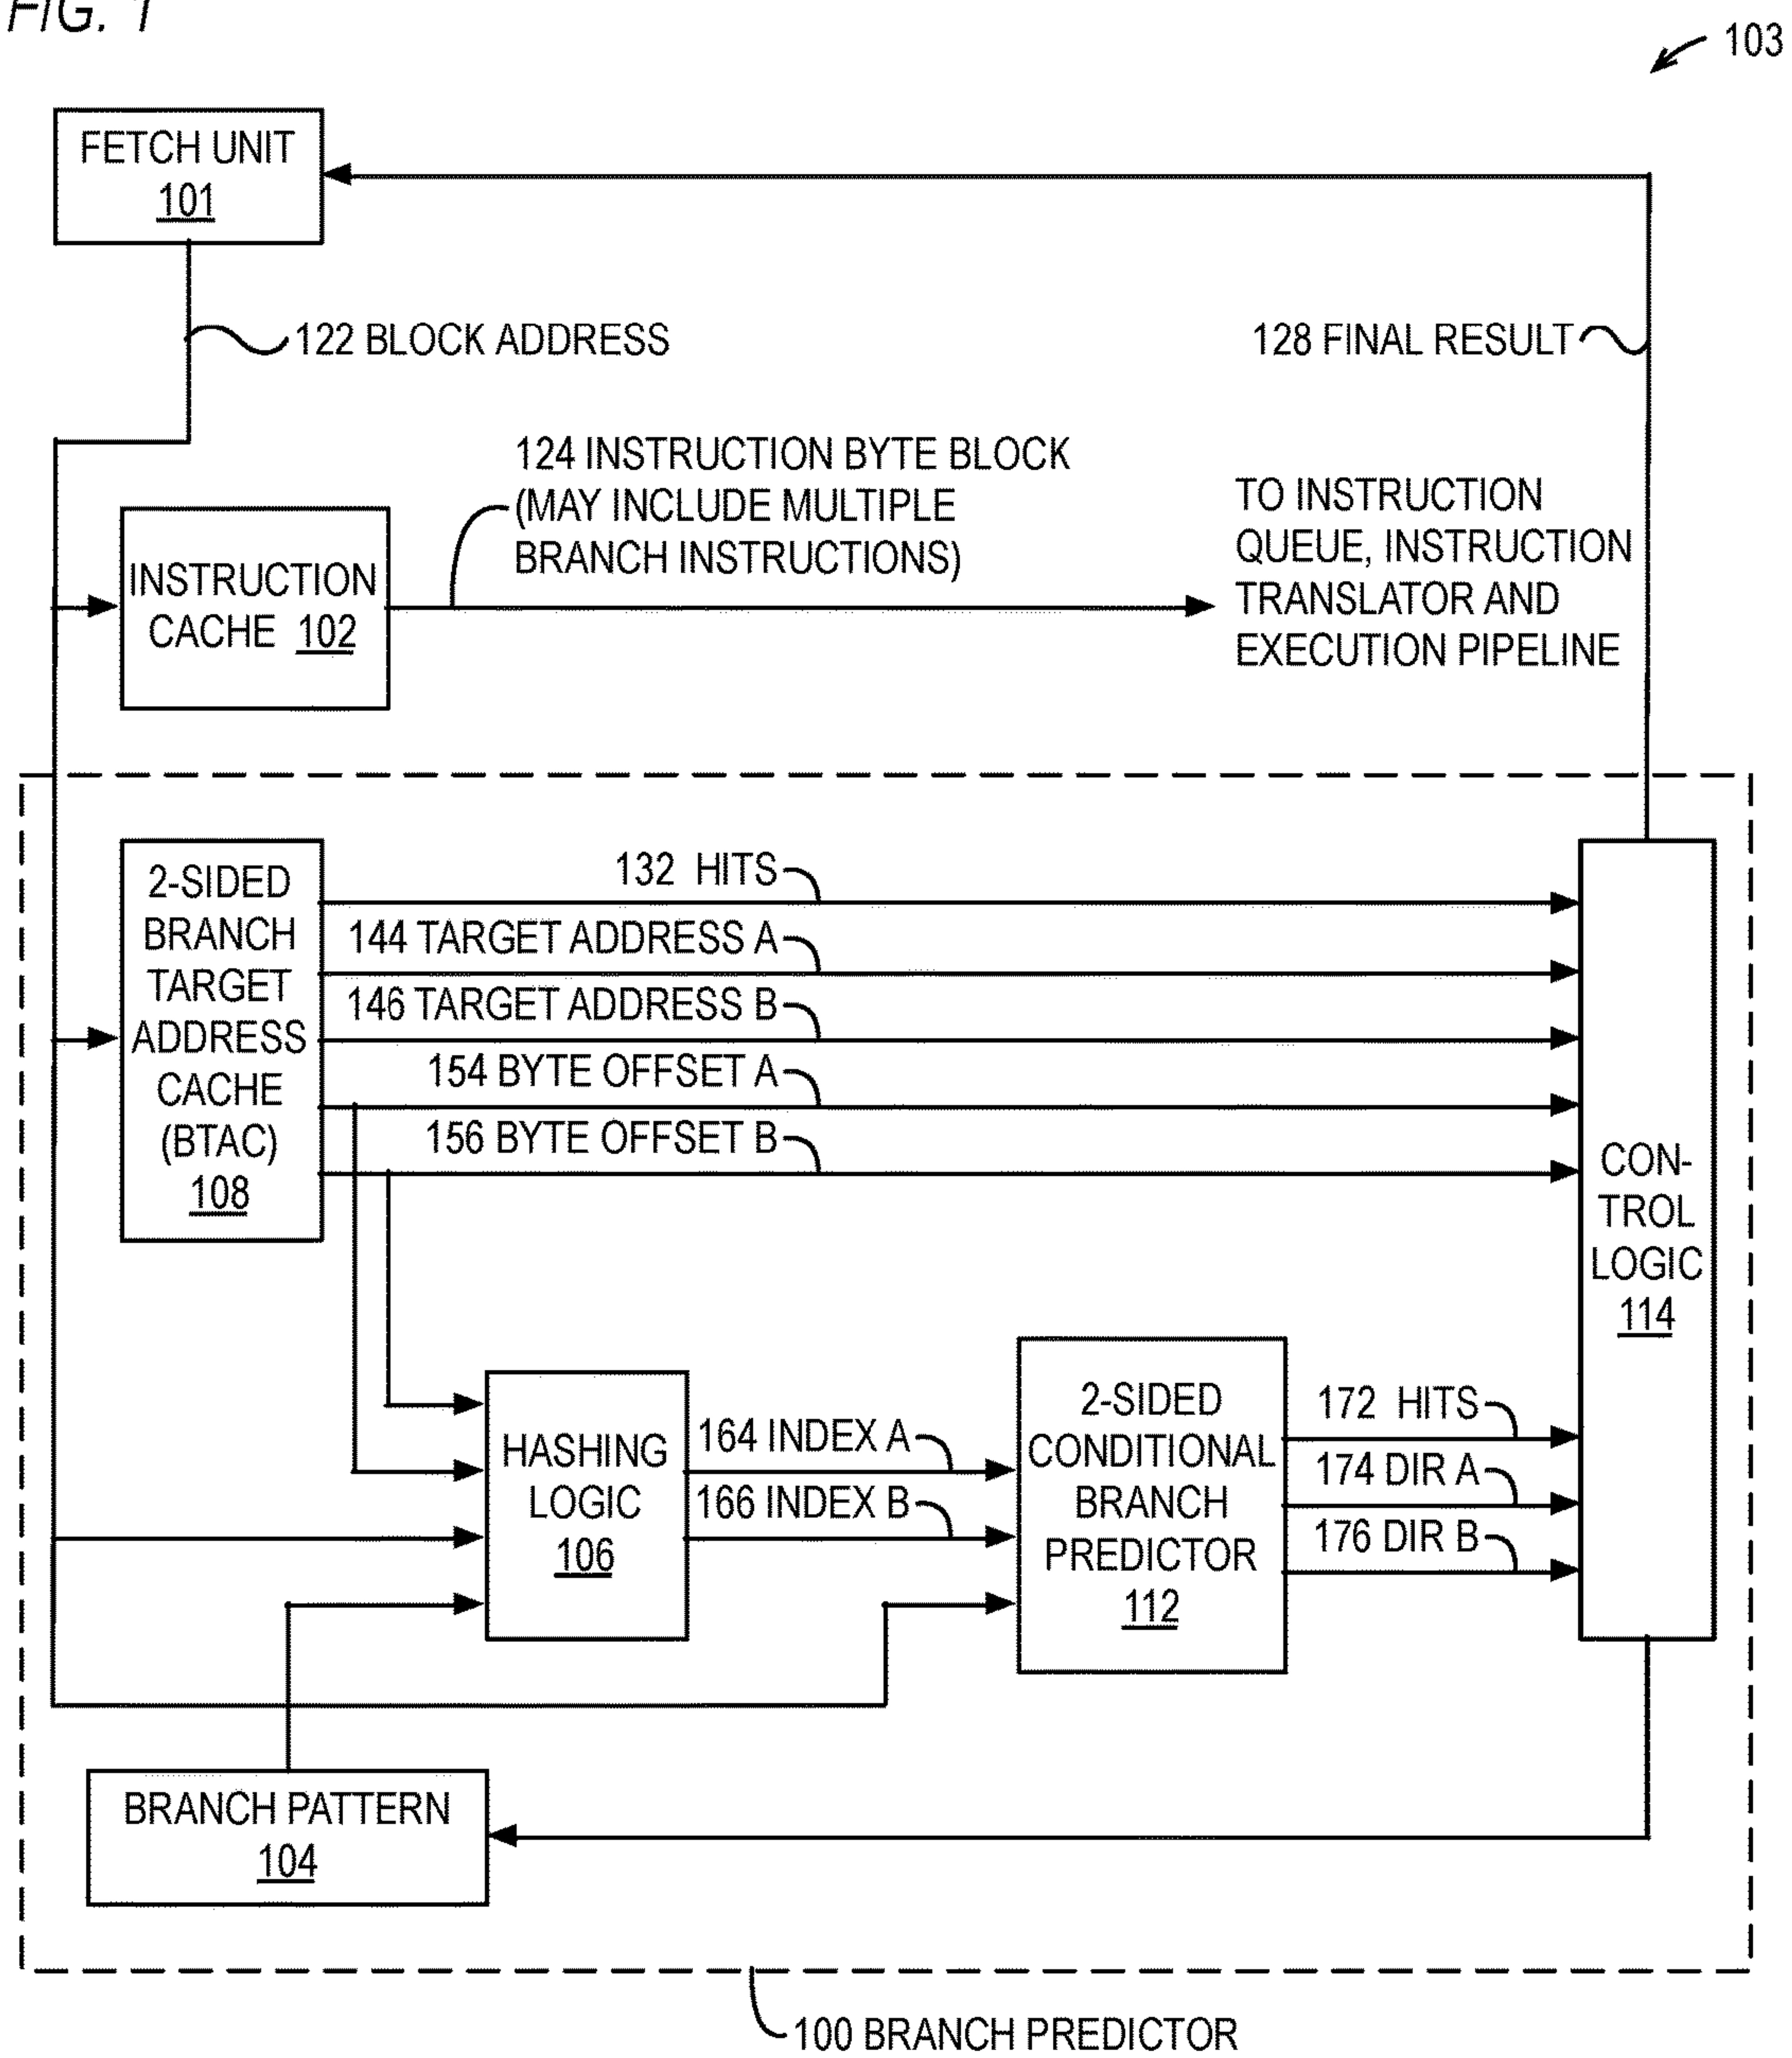 FIG. 1
103
FETCH UNIT
101
122 BLOCK ADDRESS
128 FINAL RESULT
124 INSTRUCTION BYTE BLOCK
(MAY INCLUDE MULTIPLE
BRANCH INSTRUCTIONS)
TO INSTRUCTION
QUEUE, INSTRUCTION
TRANSLATOR AND
EXECUTION PIPELINE
INSTRUCTION
CACHE 102
2-SIDED
BRANCH
TARGET
ADDRESS
CACHE
(BTAC)
108
132 HITS
144 TARGET ADDRESS A
146 TARGET ADDRESS B
154 BYTE OFFSET A
156 BYTE OFFSET B
CON-
TROL
LOGIC
114
HASHING
LOGIC
106
164 INDEX A
166 INDEX B
2-SIDED
CONDITIONAL
BRANCH
PREDICTOR
112
172 HITS
174 DIR A
176 DIR B
BRANCH PATTERN
104
100 BRANCH PREDICTOR